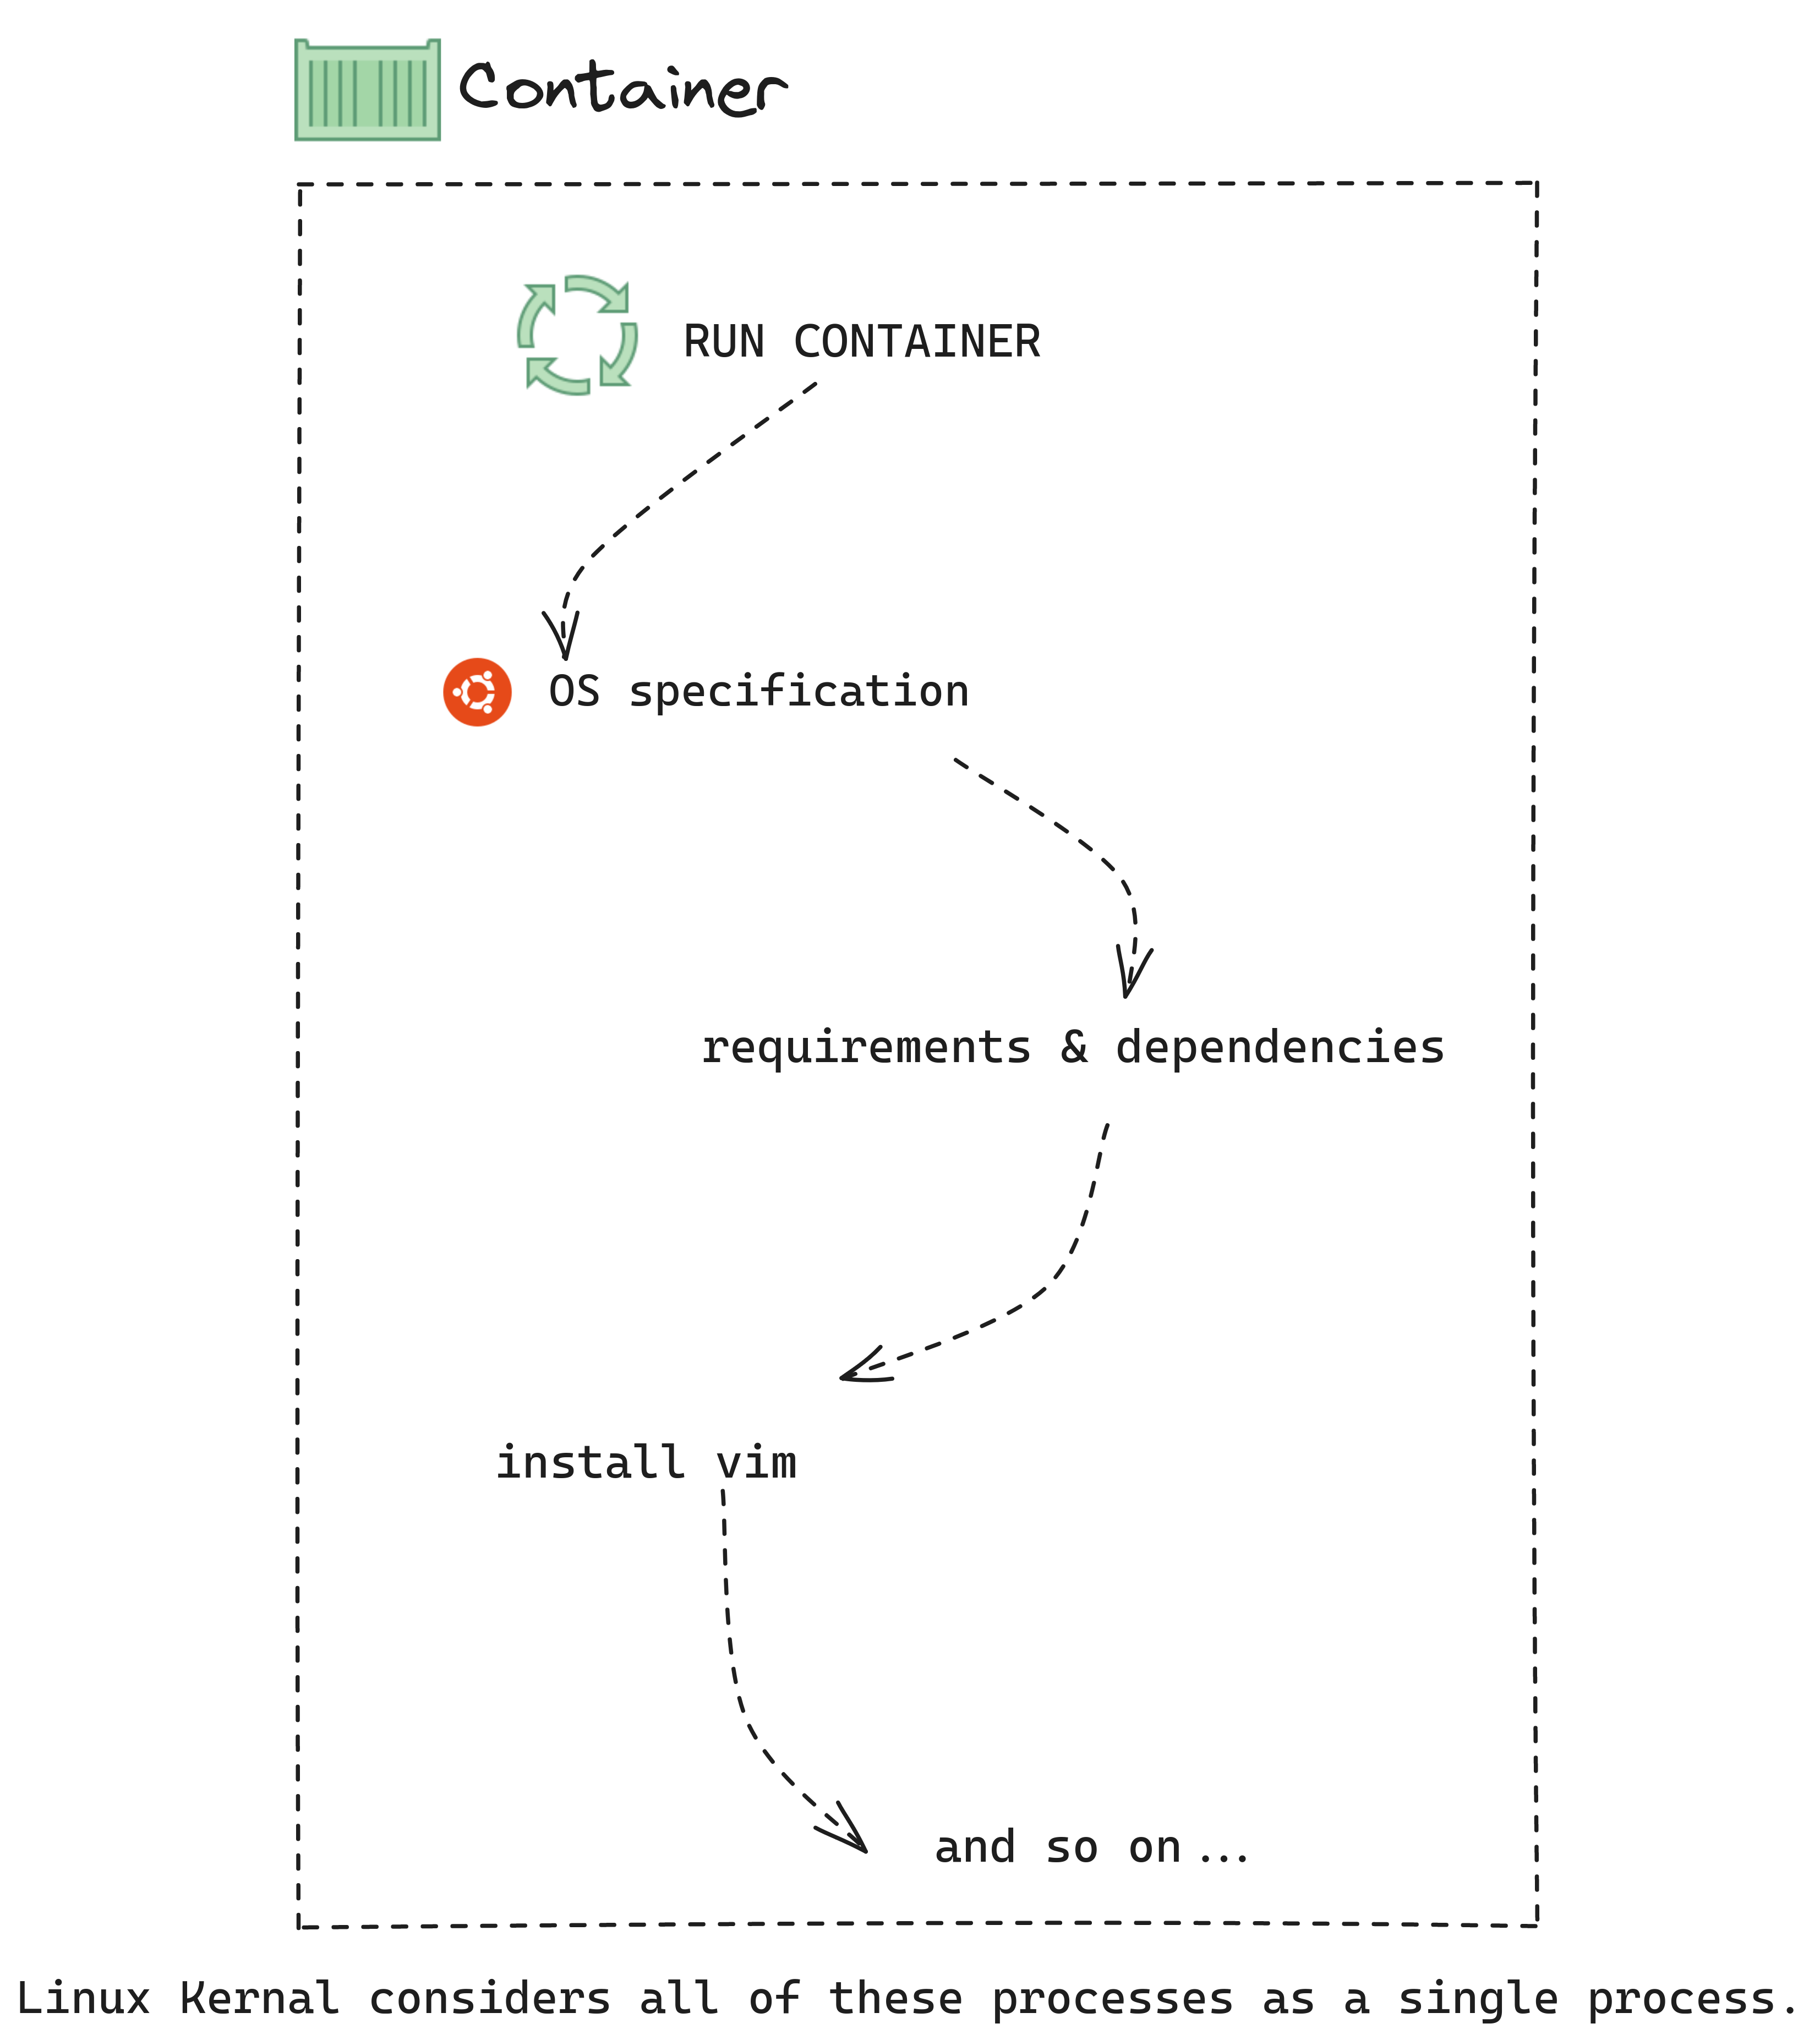 Container
RUN CONTAINER
OS specification
requirements & dependencies
install vim
and so on ...
Linux Kernal considers all of these processes as a single process.